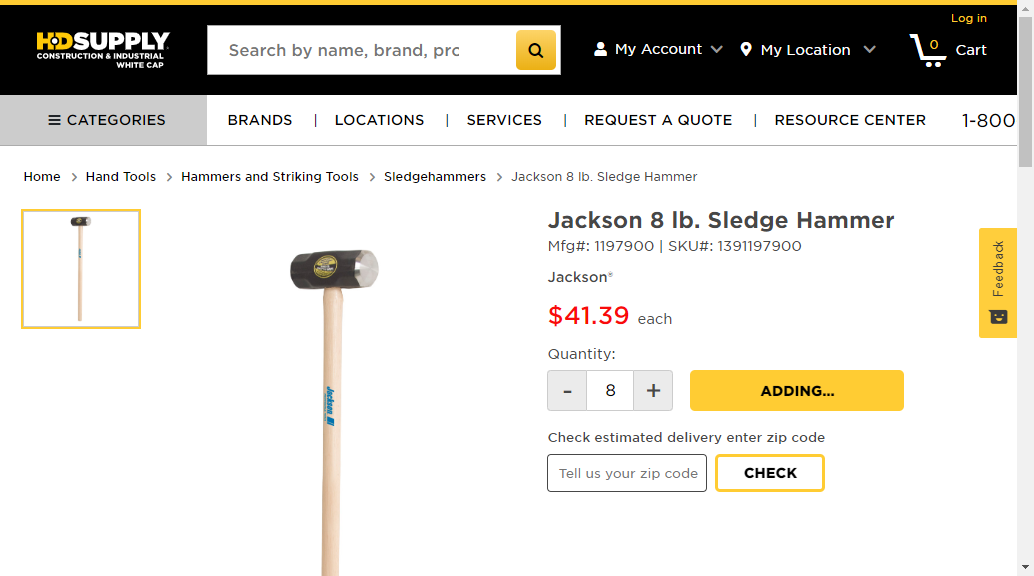 Log in
HD SUPPLY
CONSTRUCTION & INDUSTRIAL
WHITE CAP
Search by name, brand, prc
My Account
My Location
0
Cart
CATEGORIES
BRANDS | LOCATIONS | SERVICES | REQUEST A QUOTE | RESOURCE CENTER
1-800
Home > Hand Tools > Hammers and Striking Tools > Sledgehammers > Jackson 8 lb. Sledge Hammer
Jackson 8 lb. Sledge Hammer
Mfg#: 1197900 | SKU#: 1391197900
Jackson®
$41.39 each
Quantity:
- 8 +
ADDING...
Check estimated delivery enter zip code
Tell us your zip code
CHECK
Feedback
Jackson